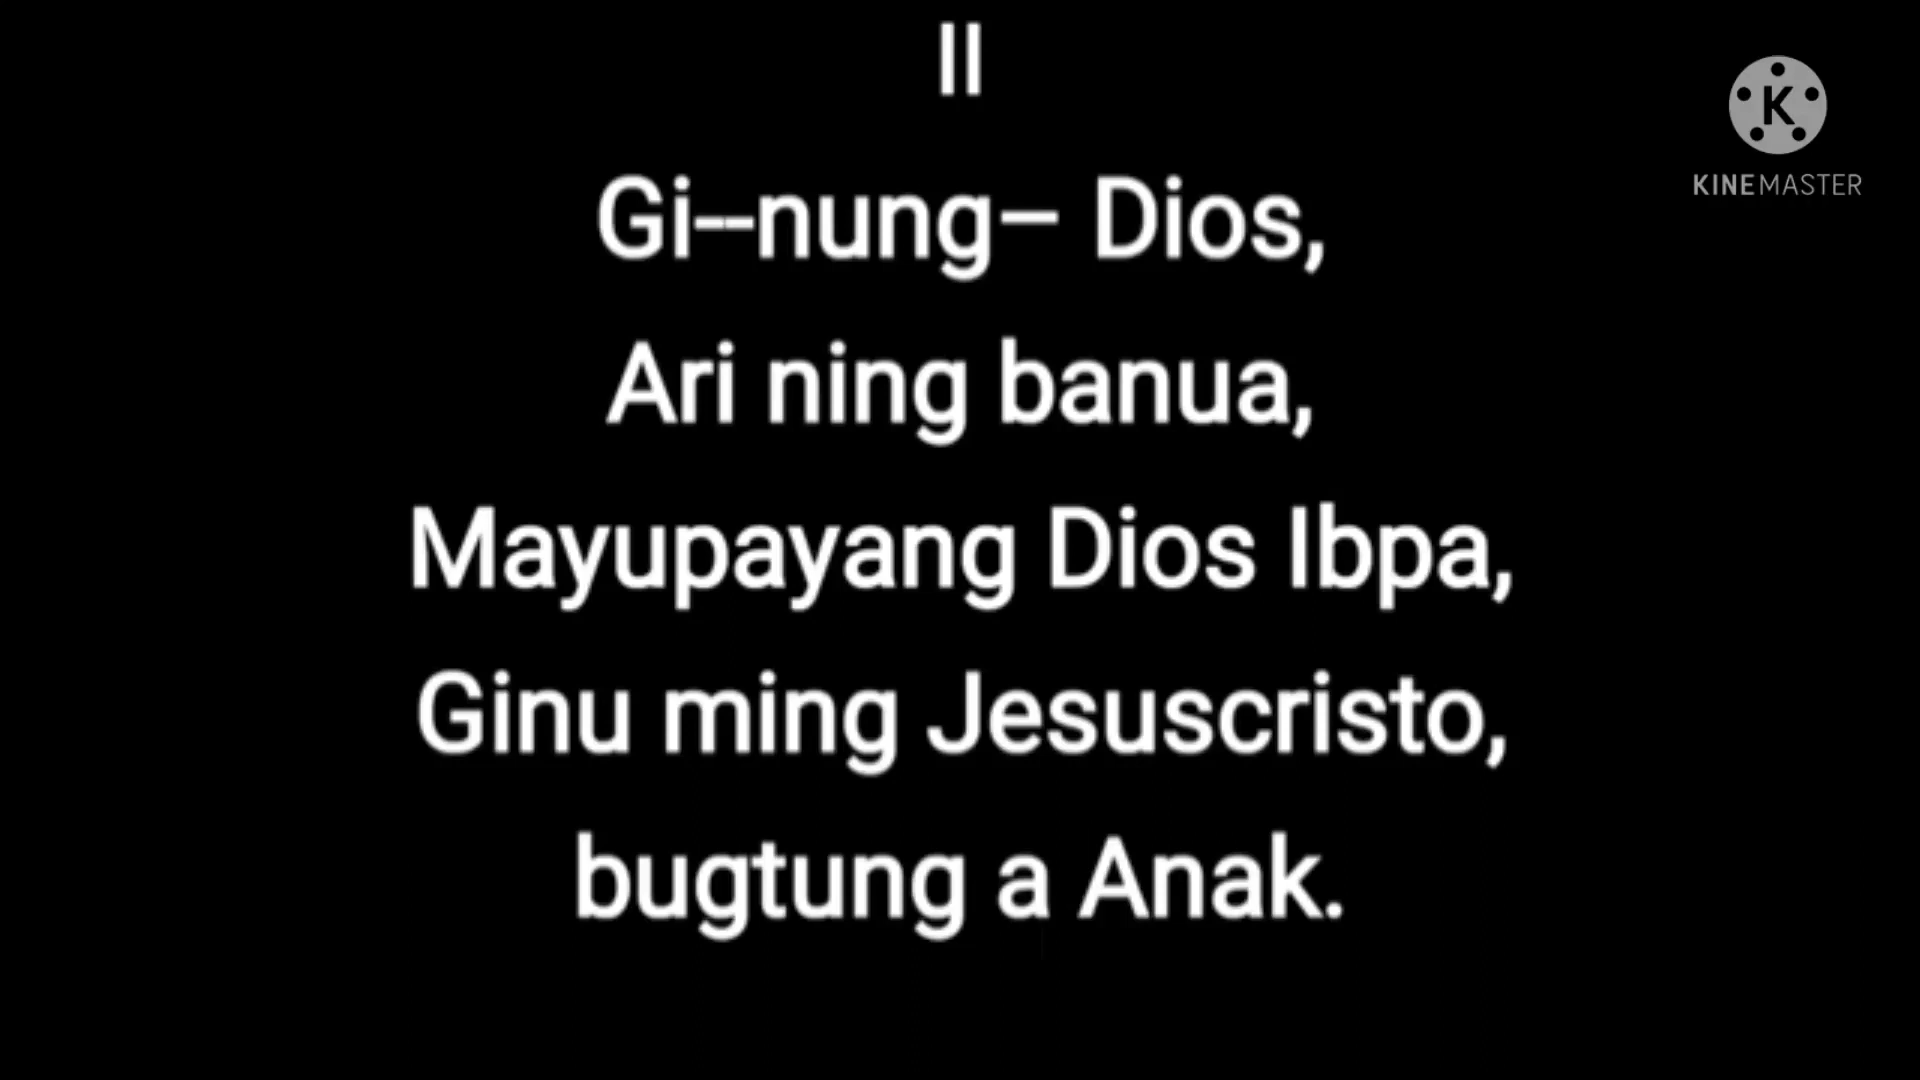 II
K
KINEMASTER
Gi--nung– Dios,
Ari ning banua,
Mayupayang Dios Ibpa,
Ginu ming Jesuscristo,
bugtung a Anak.